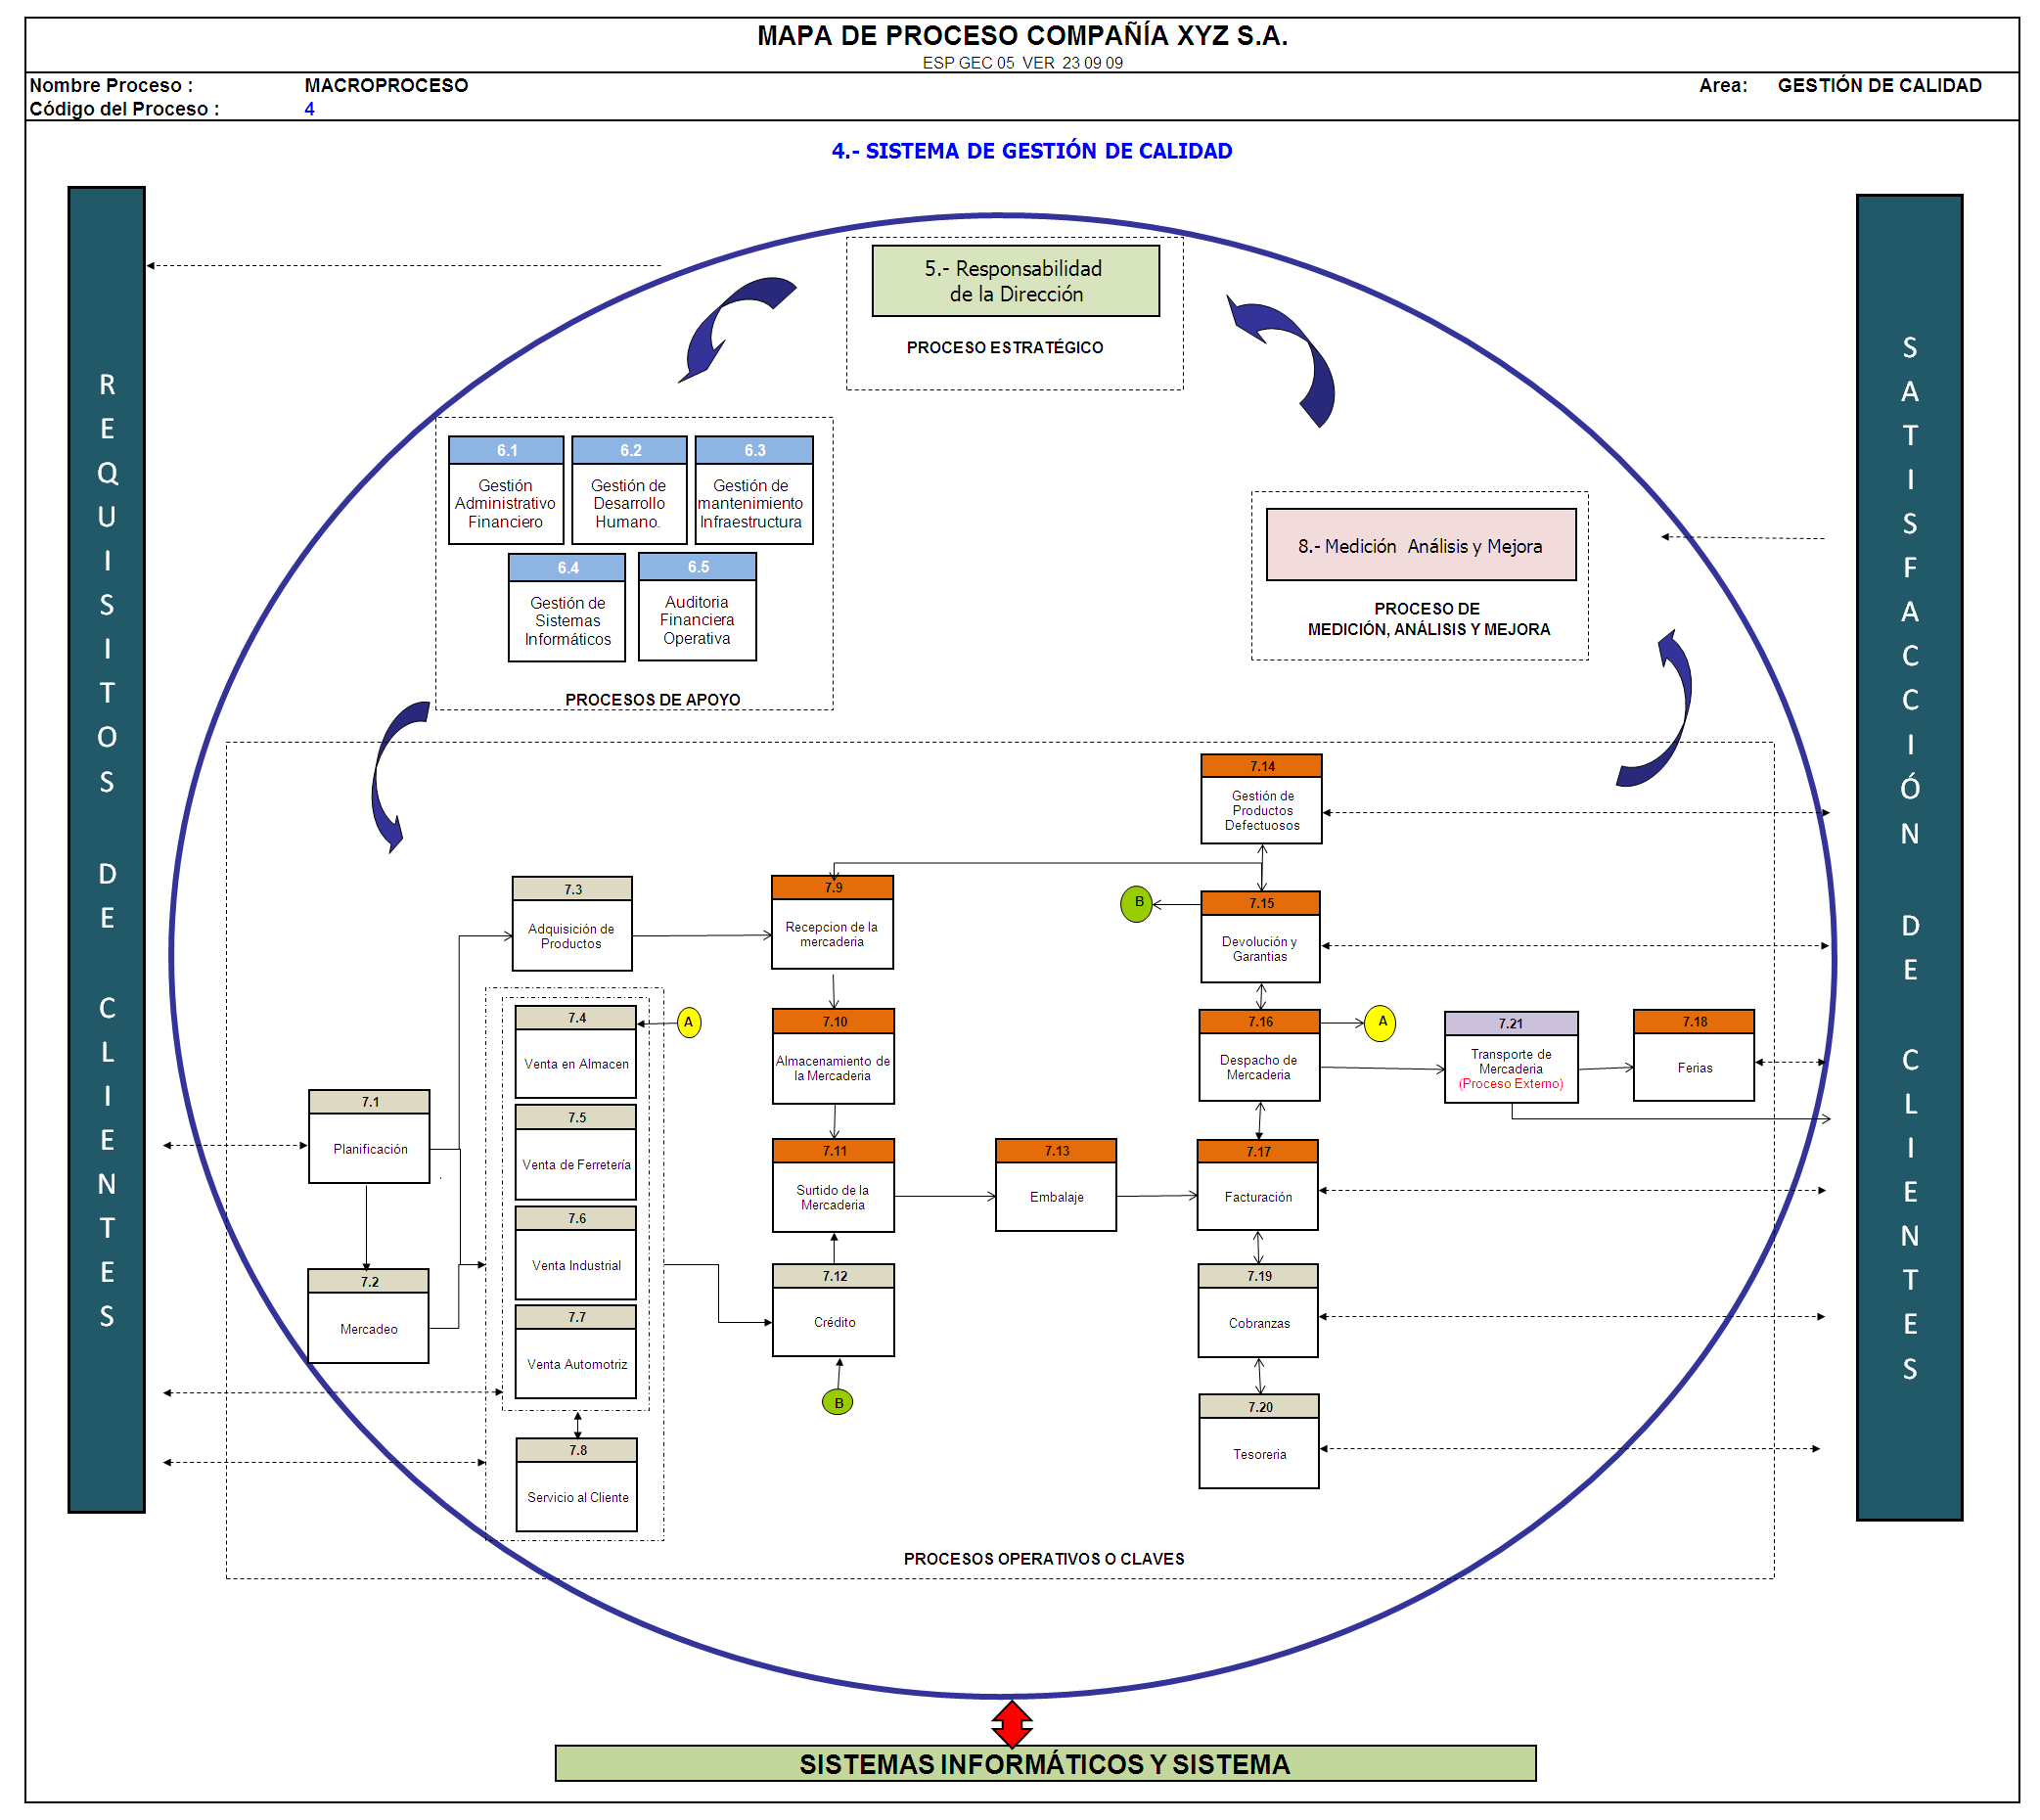 MAPA DE PROCESO COMPAÑÍA XYZ S.A.
ESP GEC 05 VER 23 09 09
Nombre Proceso : MACROPROCESO
Area: GESTIÓN DE CALIDAD
Código del Proceso : 4
4.- SISTEMA DE GESTIÓN DE CALIDAD
REQUISITOS DE CLIENTES
5.- Responsabilidad
de la Dirección
PROCESO ESTRATÉGICO
6.1
Gestión
Administrativo
Financiero
6.2
Gestión de
Desarrollo
Humano.
6.3
Gestión de
mantenimiento
Infraestructura
6.4
Gestión de
Sistemas
Informáticos
6.5
Auditoria
Financiera
Operativa
PROCESOS DE APOYO
8.- Medición Análisis y Mejora
PROCESO DE
MEDICIÓN, ANÁLISIS Y MEJORA
7.14
Gestión de
Productos
Defectuosos
7.3
Adquisición de
Productos
7.9
Recepcion de la
mercaderia
B
7.15
Devolución y
Garantias
7.4
Venta en Almacen
A
7.10
Almacenamiento de
la Mercaderia
7.16
Despacho de
Mercaderia
A
7.21
Transporte de
Mercaderia
(Proceso Externo)
7.18
Ferias
7.1
Planificación
7.5
Venta de Ferretería
7.11
Surtido de la
Mercaderia
7.13
Embalaje
7.17
Facturación
7.2
Mercadeo
7.6
Venta Industrial
7.12
Crédito
7.19
Cobranzas
7.7
Venta Automotriz
B
7.20
Tesoreria
7.8
Servicio al Cliente
PROCESOS OPERATIVOS O CLAVES
SATISFACCIÓN DE CLIENTES
SISTEMAS INFORMÁTICOS Y SISTEMA